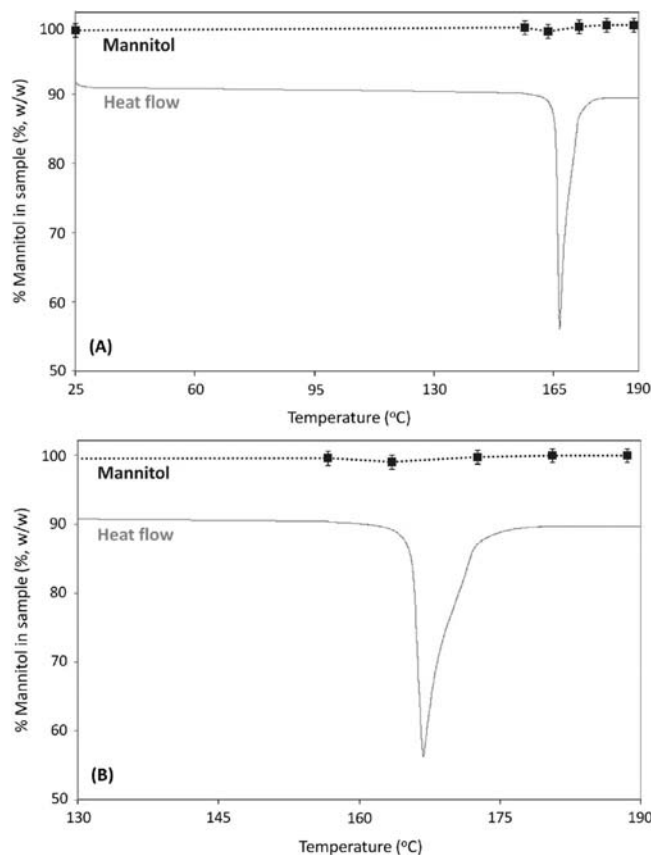 100
Mannitol
90
Heat flow
80
70
60
(A)
50
25
60
95
130
165
190
Temperature (°C)
% Mannitol in sample (%, w/w)
100
Mannitol
90
Heat flow
80
70
60
(B)
50
130
145
160
175
190
Temperature (°C)
% Mannitol in sample (%, w/w)